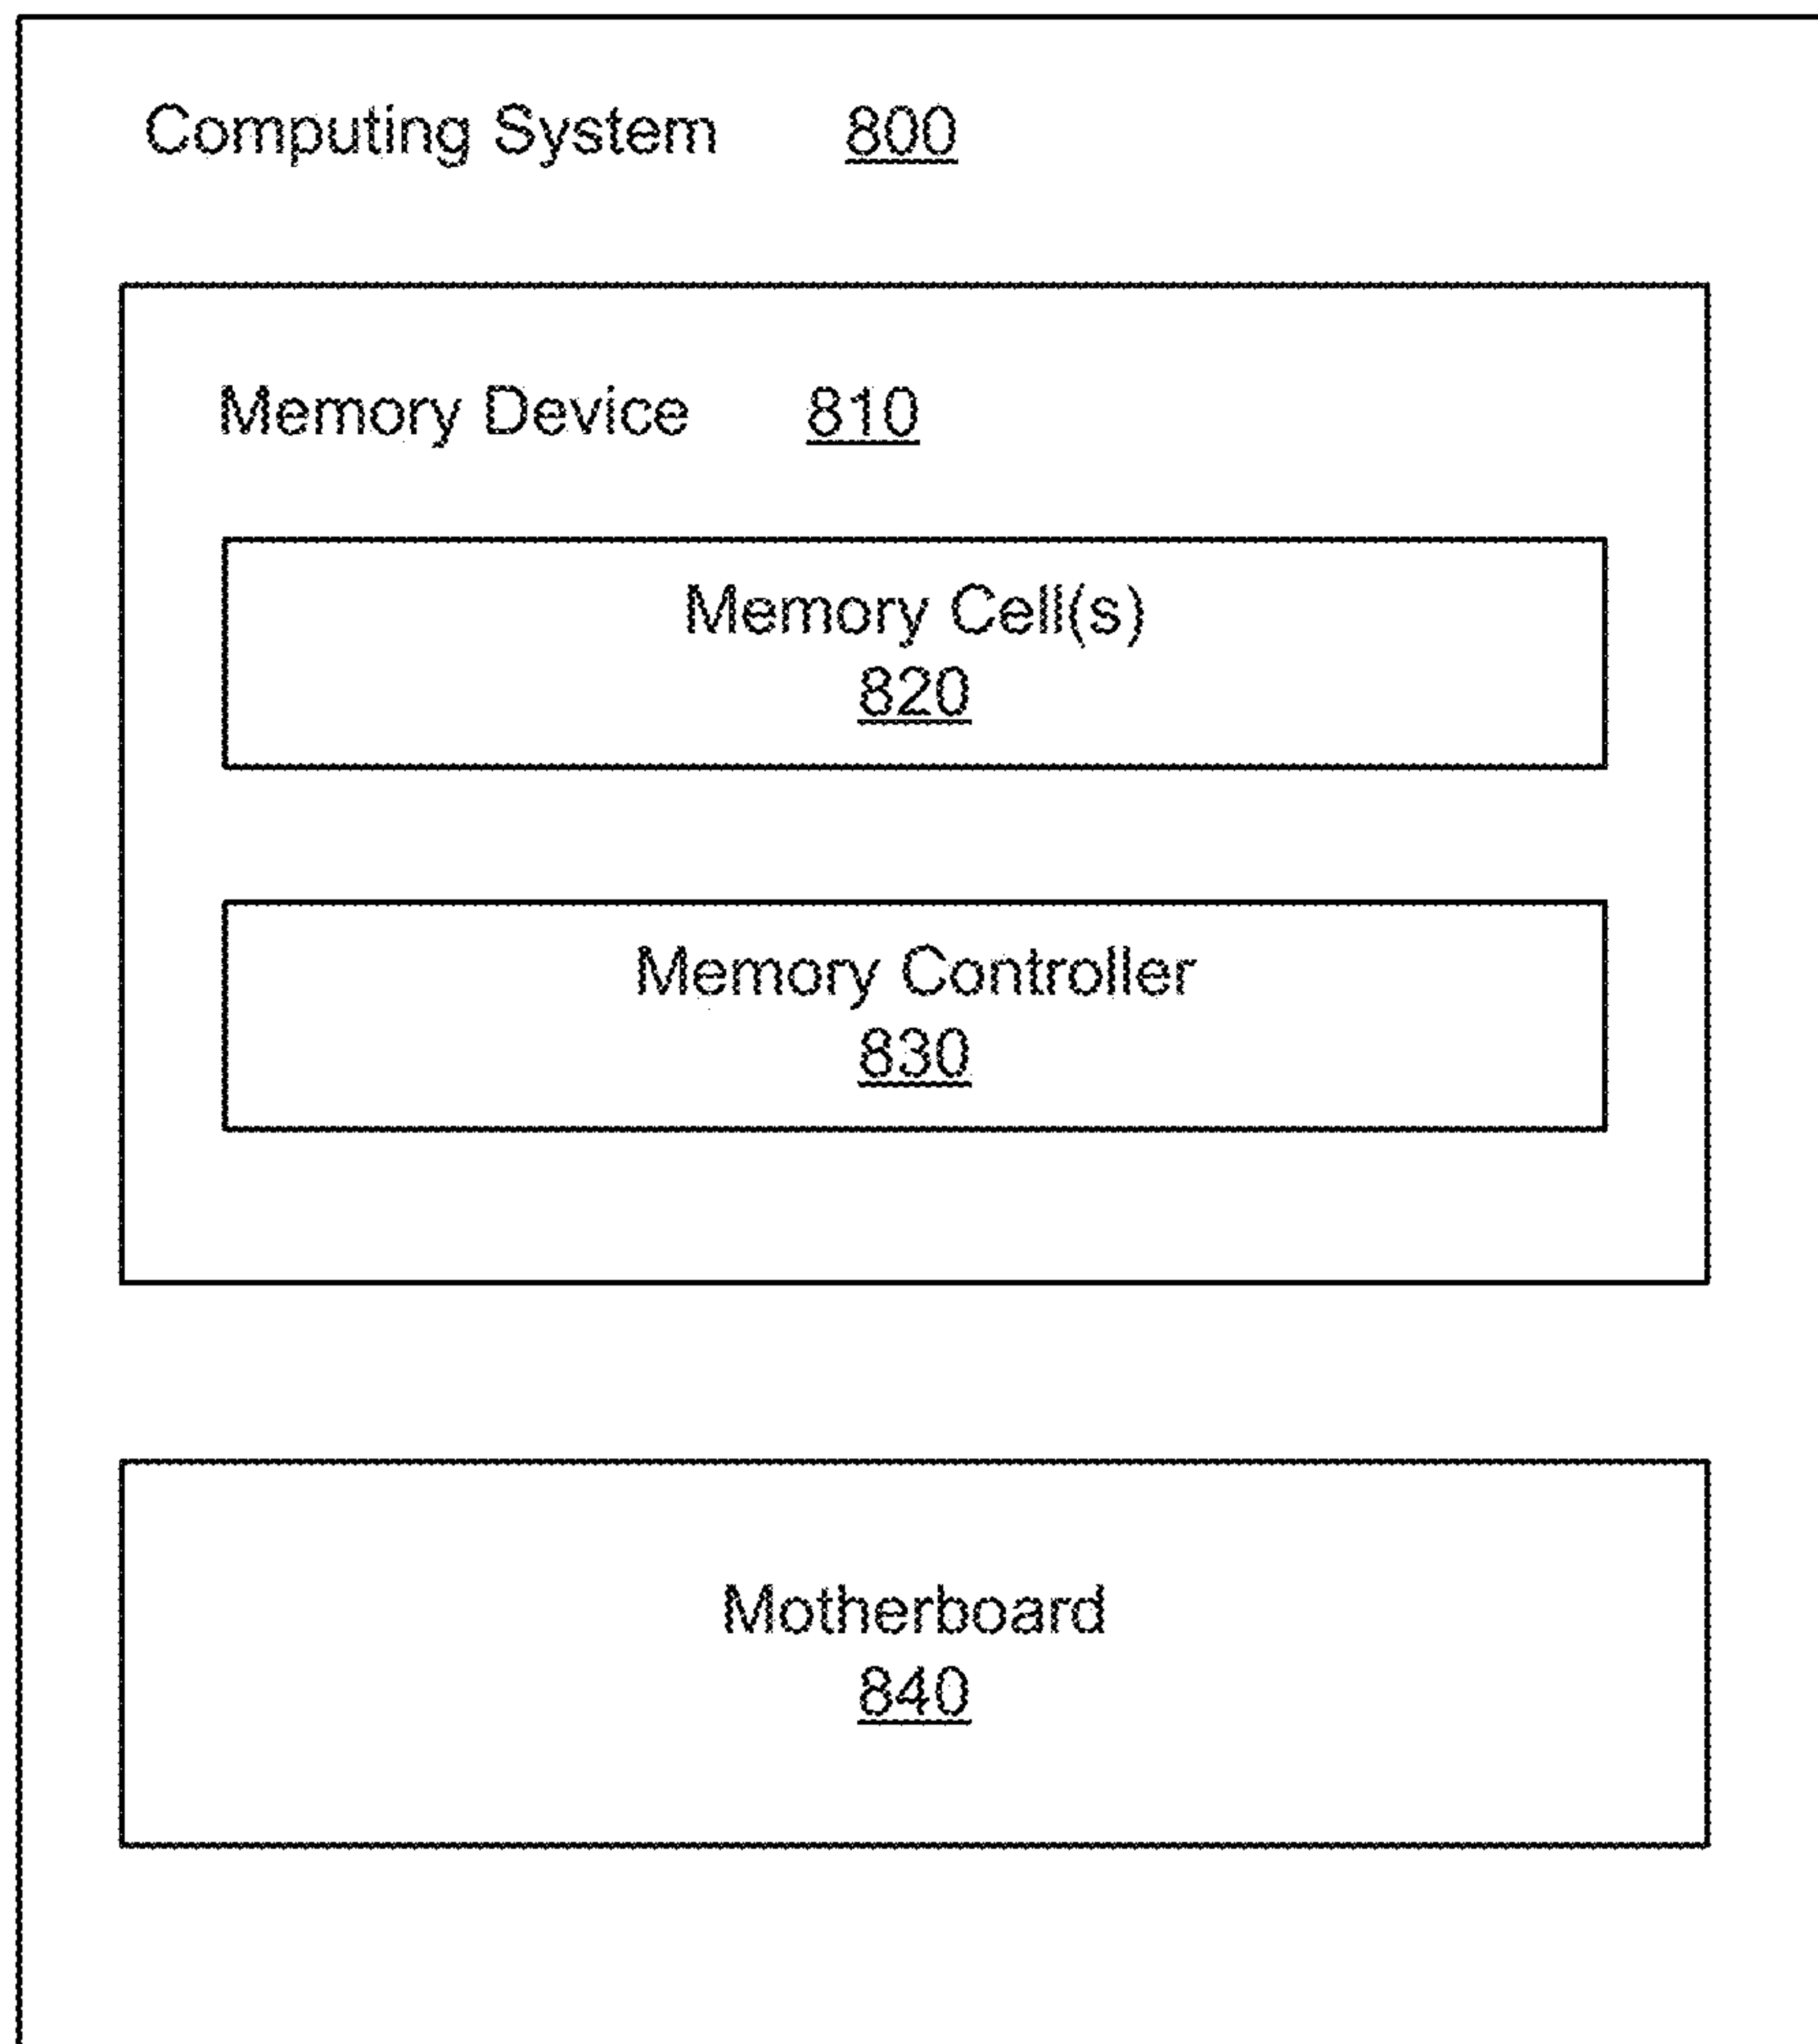 Computing System 800
Memory Device 810
Memory Cell(s)
820
Memory Controller
830
Motherboard
840